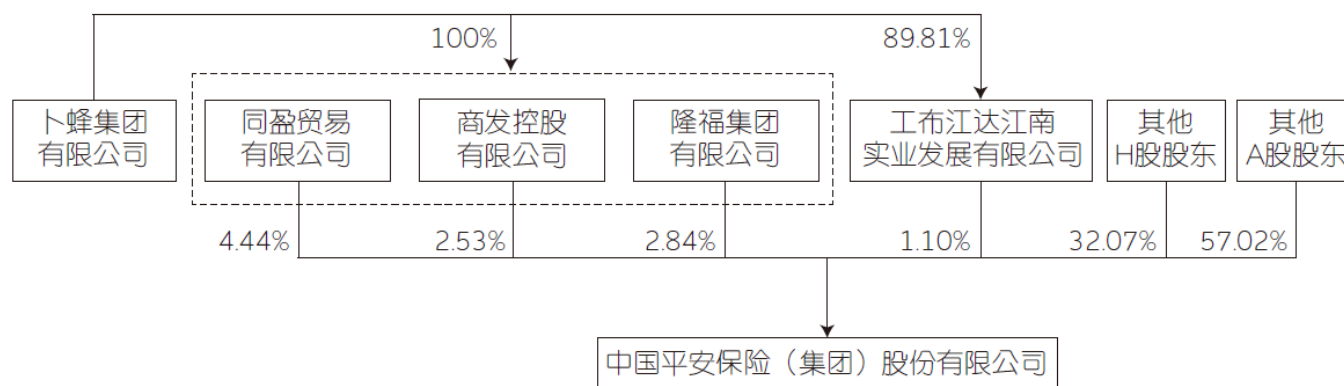 100%
89.81%
卜蜂集团
有限公司
同盈贸易
有限公司
商发控股
有限公司
隆福集团
有限公司
工布江达江南
实业发展有限公司
其他
H股股东
其他
A股股东
4.44%
2.53%
2.84%
1.10%
32.07%
57.02%
中国平安保险（集团）股份有限公司